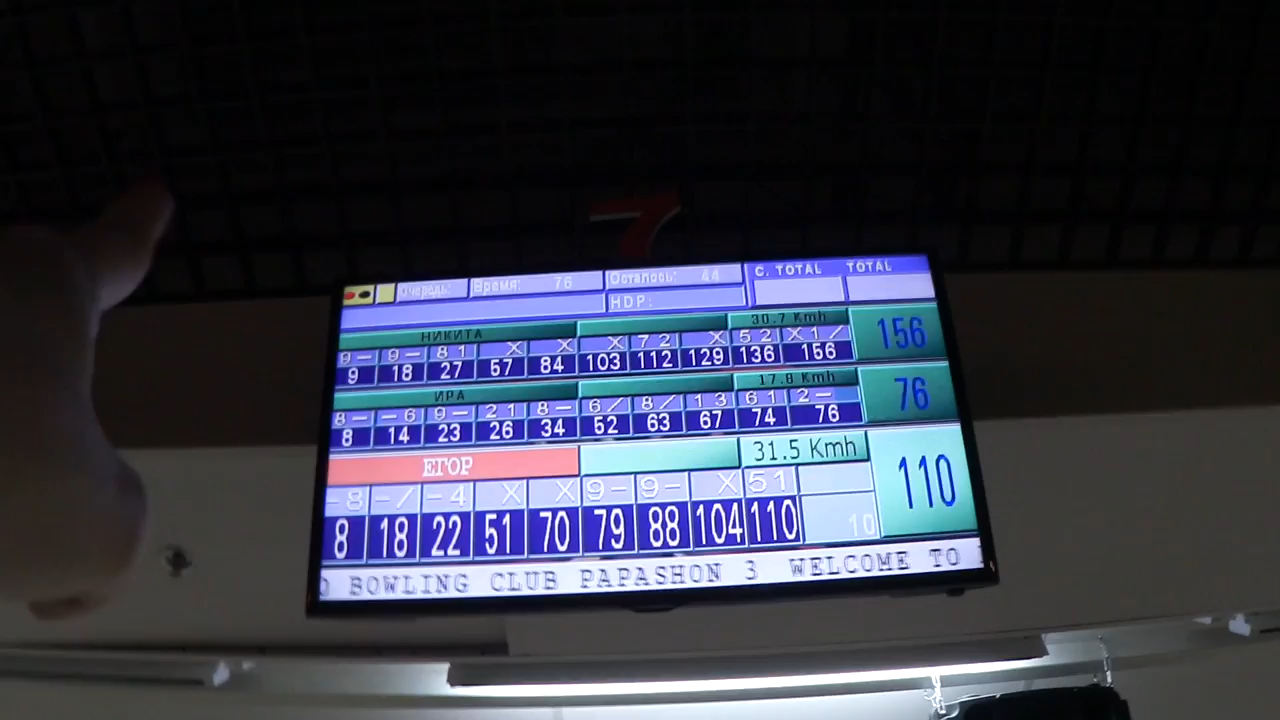 7
Очередь: Время: 76 Осталось: 44 C. TOTAL TOTAL
HDP:
НИКИТА 30.7 Kmh
9 – 9 – 8 1 X X X 7 2 X 5 2 X 1 / 156
9 18 27 57 84 103 112 129 136 156
ИРА 17.8 Kmh
8 – – 6 9 – 2 1 8 – 6 / 8 / 1 3 6 1 2 – 76
8 14 23 26 34 52 63 67 74 76
ЕГОР 31.5 Kmh
– 8 – / – 4 X X 9 – 9 – X 5 1 110
8 18 22 51 70 79 88 104 110 10
BOWLING CLUB PAPASHON 3 WELCOME TO